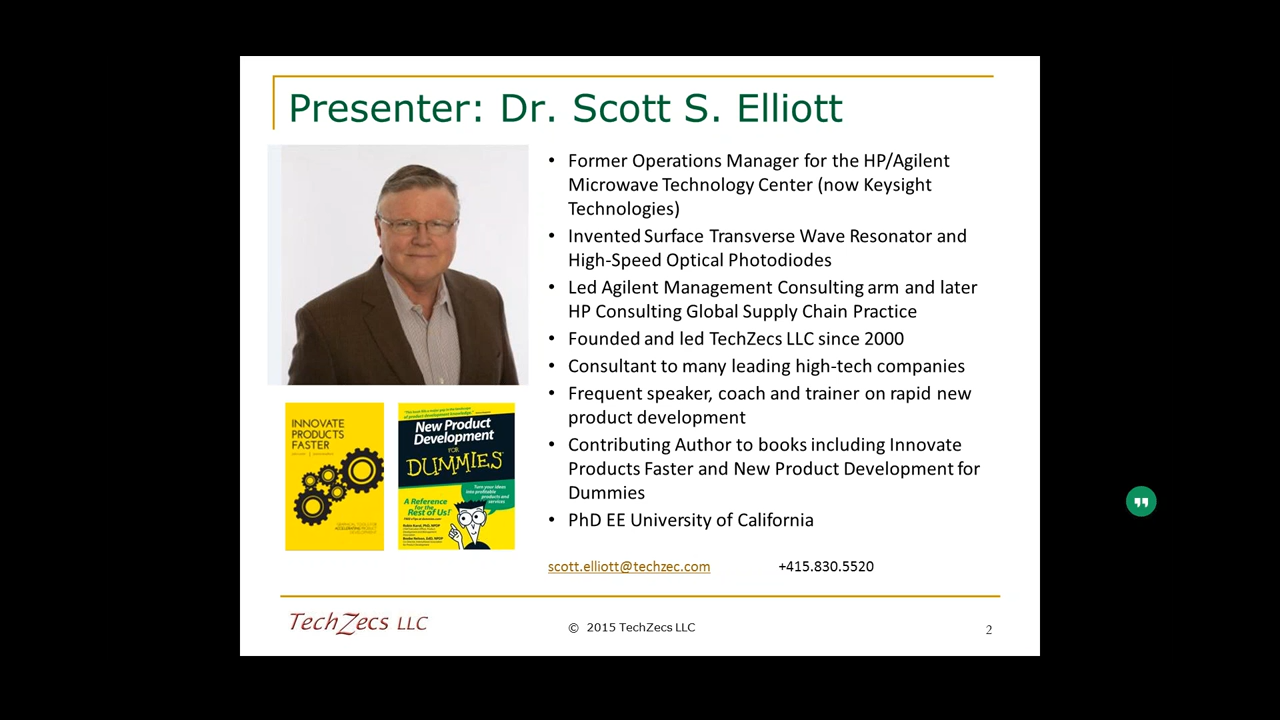 Presenter: Dr. Scott S. Elliott
• Former Operations Manager for the HP/Agilent
Microwave Technology Center (now Keysight
Technologies)
• Invented Surface Transverse Wave Resonator and
High-Speed Optical Photodiodes
• Led Agilent Management Consulting arm and later
HP Consulting Global Supply Chain Practice
• Founded and led TechZecs LLC since 2000
• Consultant to many leading high-tech companies
• Frequent speaker, coach and trainer on rapid new
product development
• Contributing Author to books including Innovate
Products Faster and New Product Development for
Dummies
• PhD EE University of California
INNOVATE
PRODUCTS
FASTER
New Product
Development
FOR
DUMMIES
Turn your ideas
into profitable
products and
services
A Reference
for the
Rest of Us!
scott.elliott@techzec.com +415.830.5520
TechZecs LLC
© 2015 TechZecs LLC
2